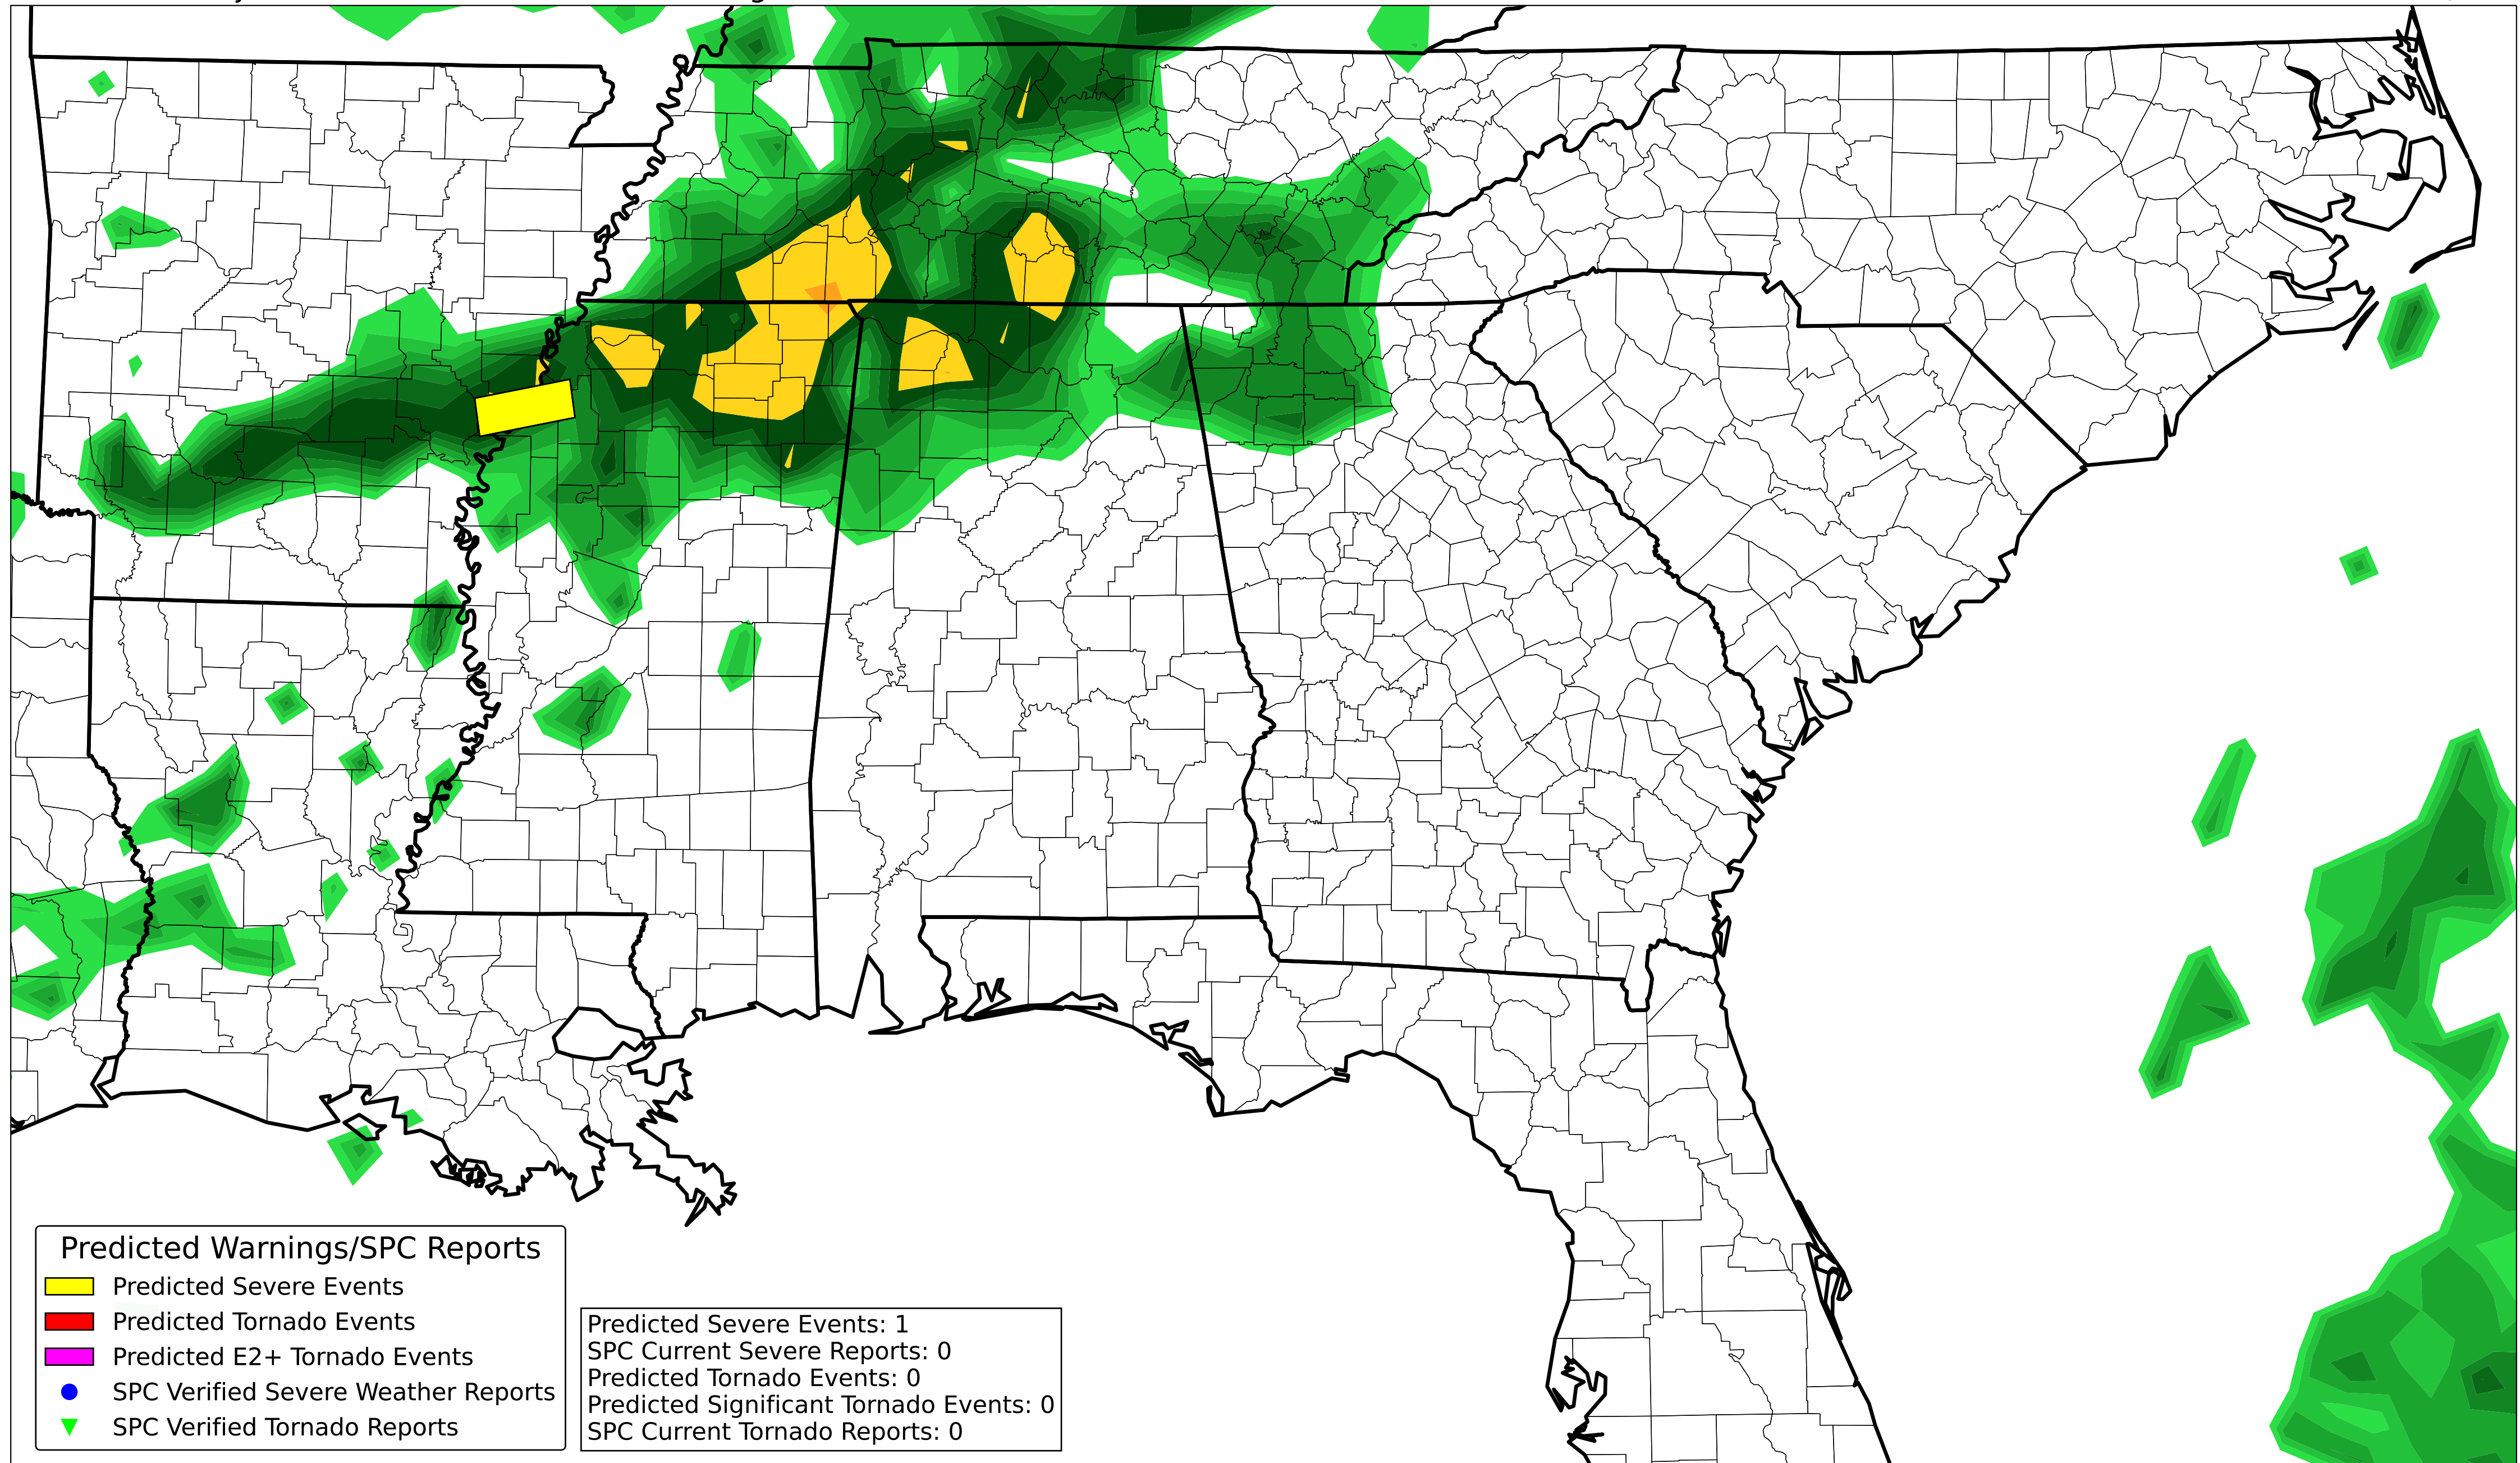 Predicted Warnings/SPC Reports
Predicted Severe Events
Predicted Tornado Events
Predicted E2+ Tornado Events
SPC Verified Severe Weather Reports
SPC Verified Tornado Reports
Predicted Severe Events: 1
SPC Current Severe Reports: 0
Predicted Tornado Events: 0
Predicted Significant Tornado Events: 0
SPC Current Tornado Reports: 0